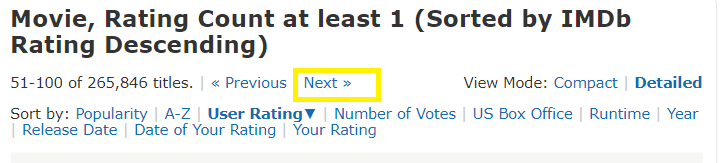 Movie, Rating Count at least 1 (Sorted by IMDb
Rating Descending)
51-100 of 265,846 titles. | « Previous Next » View Mode: Compact | Detailed
Sort by: Popularity | A-Z | User Rating▼ | Number of Votes | US Box Office | Runtime | Year
| Release Date | Date of Your Rating | Your Rating